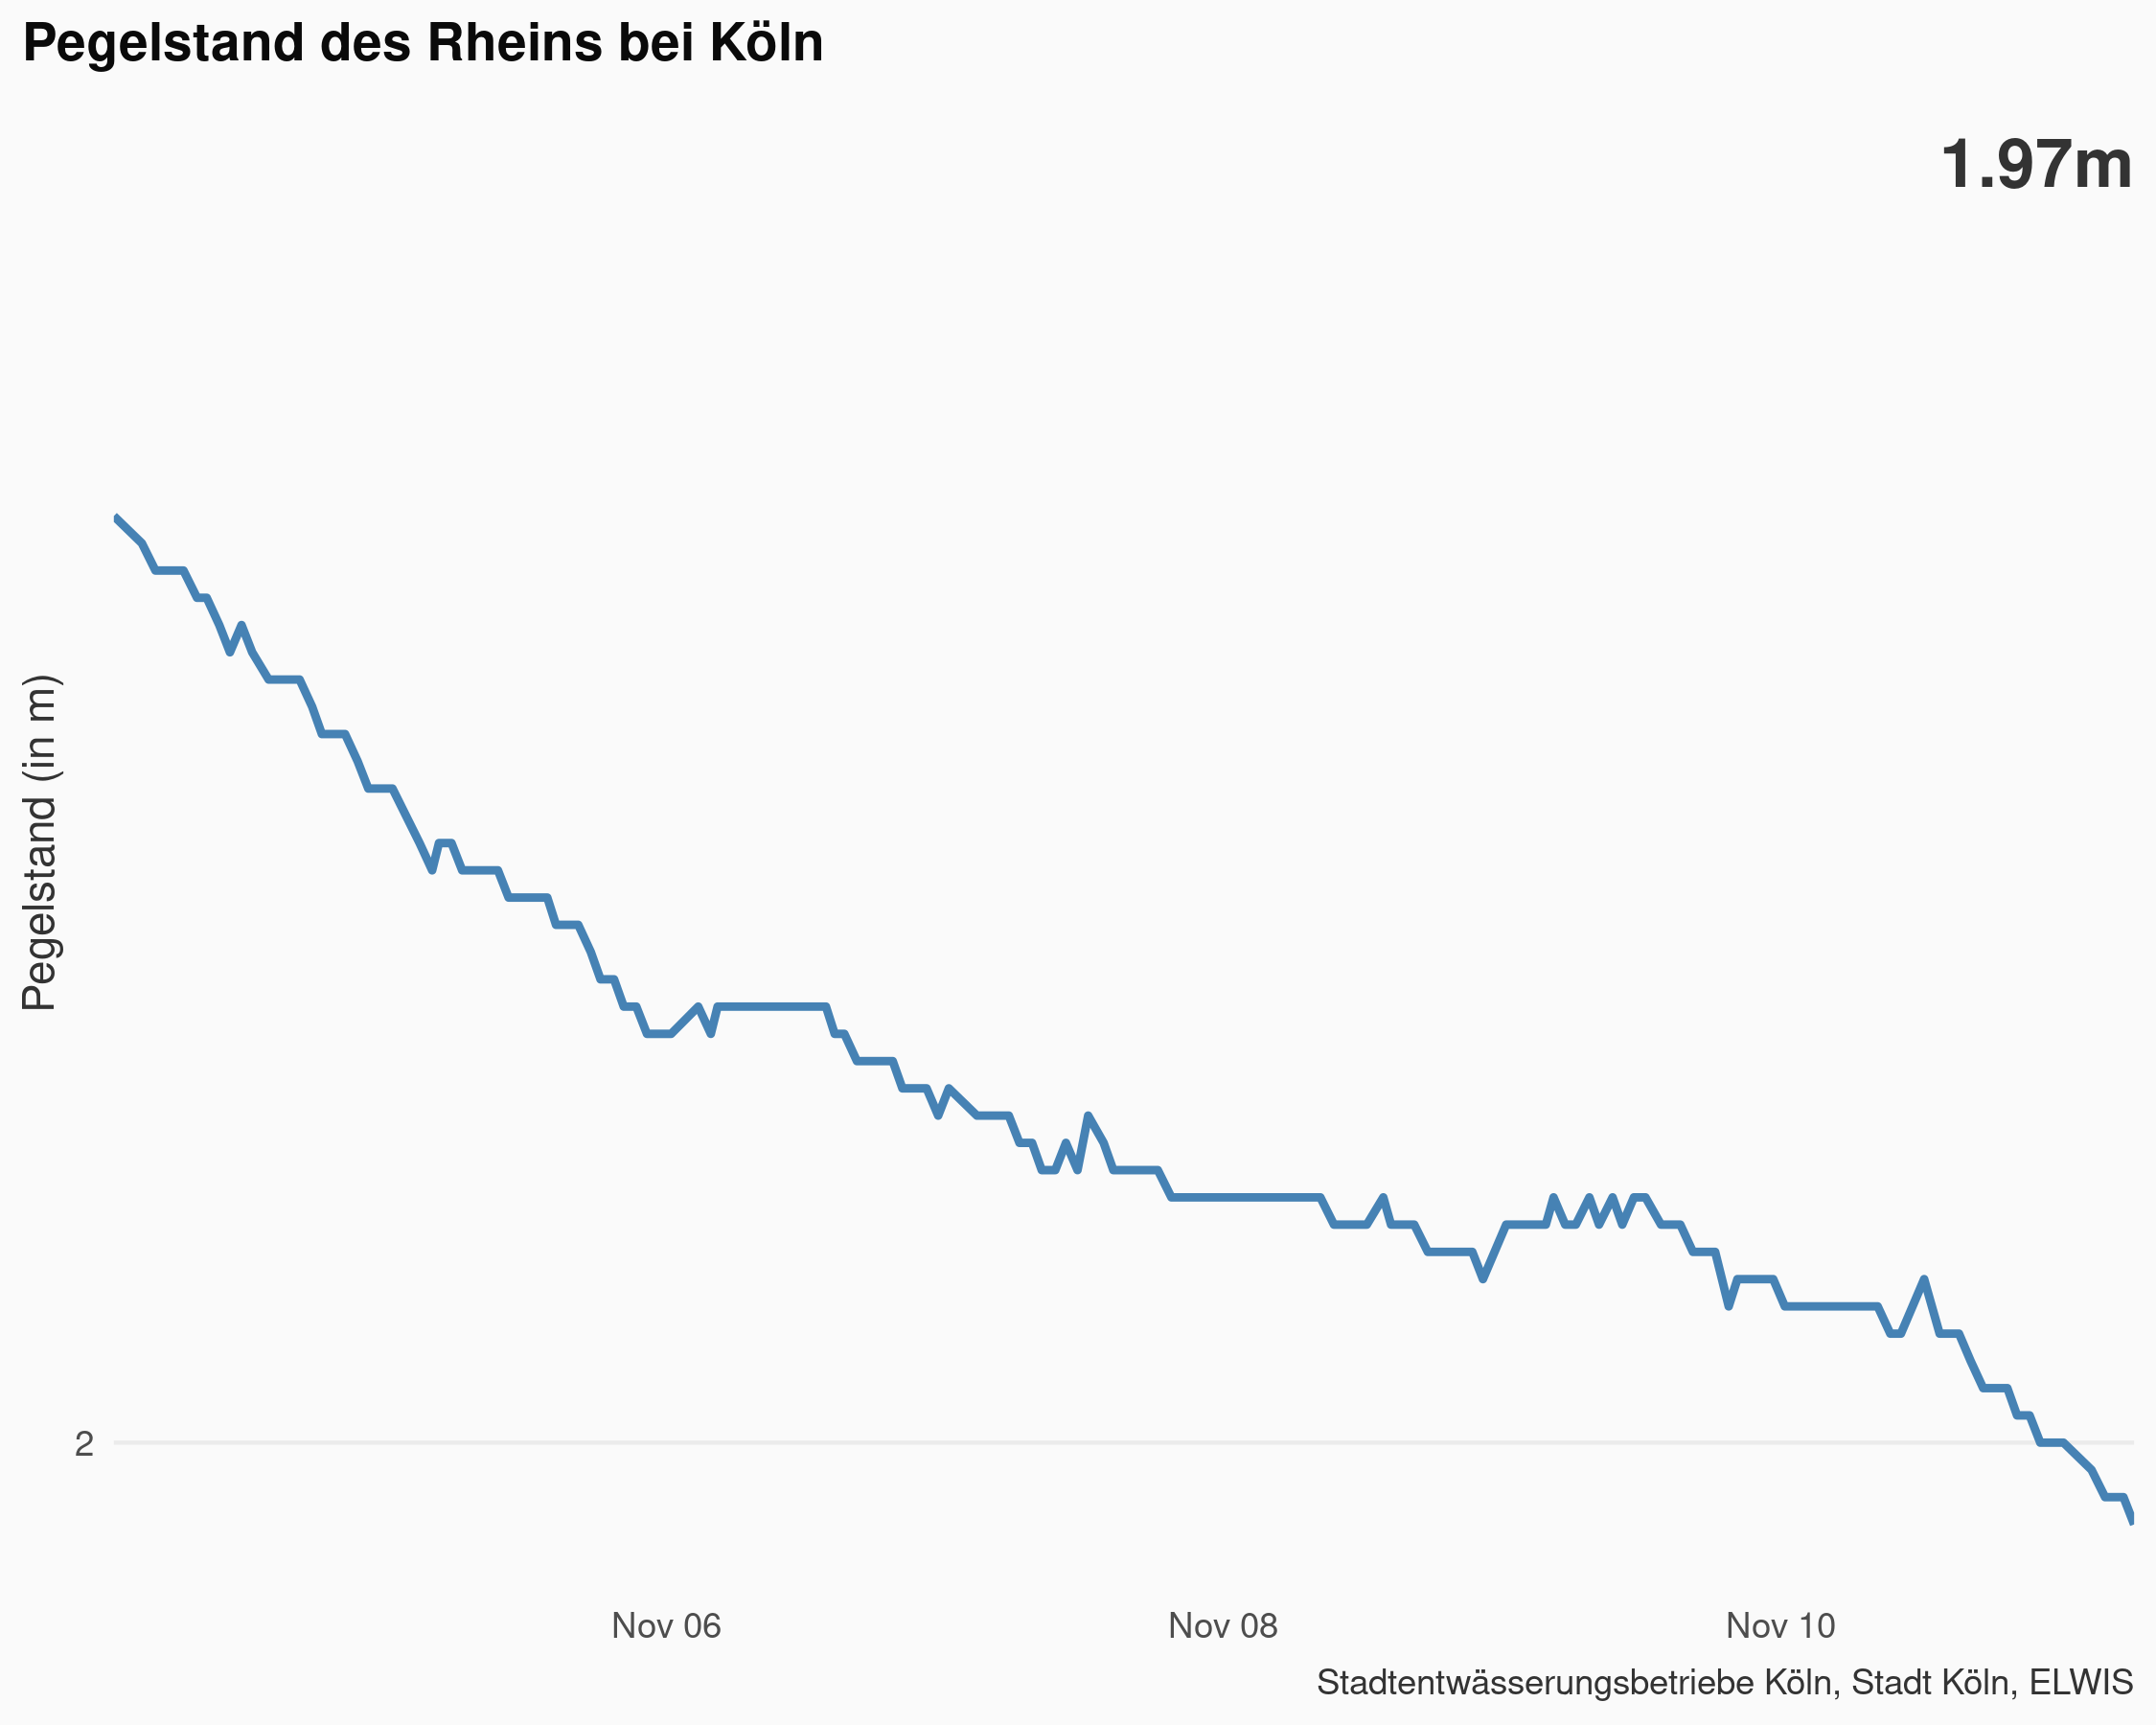 Pegelstand des Rheins bei Köln
1.97m
Pegelstand (in m)
2
Nov 06
Nov 08
Nov 10
Stadtentwässerungsbetriebe Köln, Stadt Köln, ELWIS